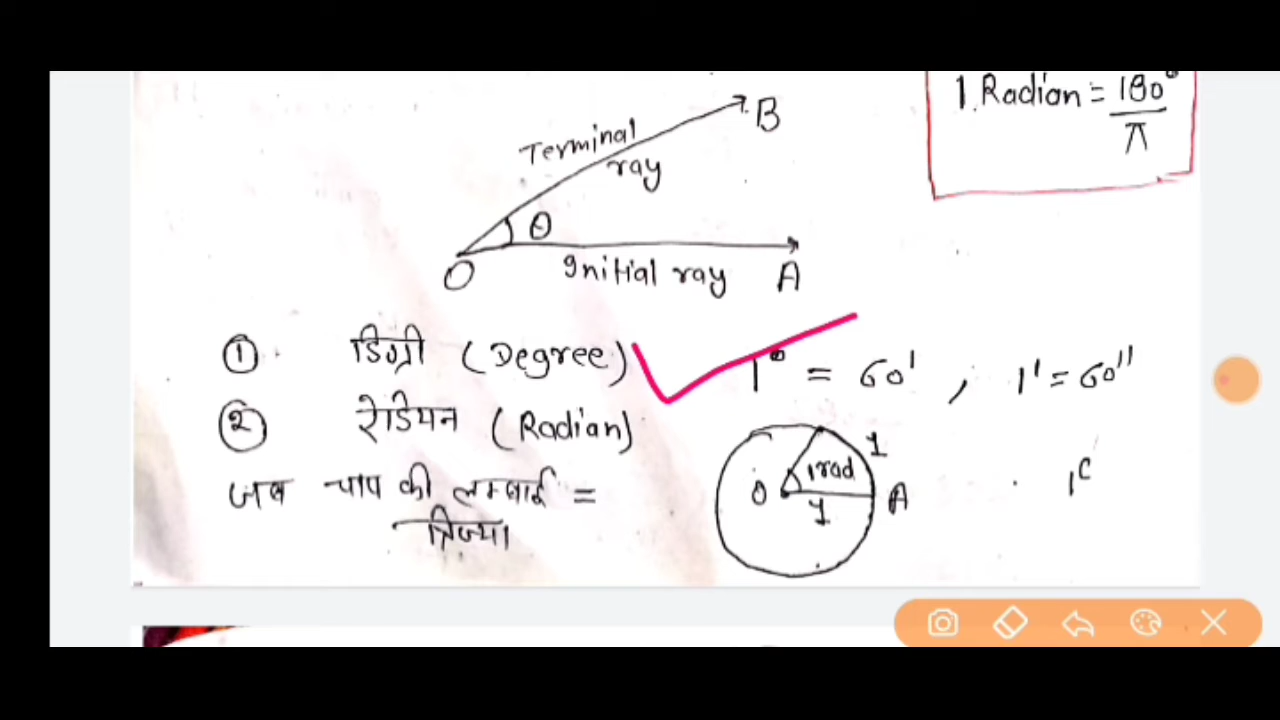 1. Radian = 180°/π
B
Terminal ray
θ
O Initial ray A
① डिग्री (Degree) 1° = 60' , 1' = 60''
② रेडियन (Radian)
जब चाप की लम्बाई = त्रिज्या
1 rad
1
O 1 A
1ᶜ